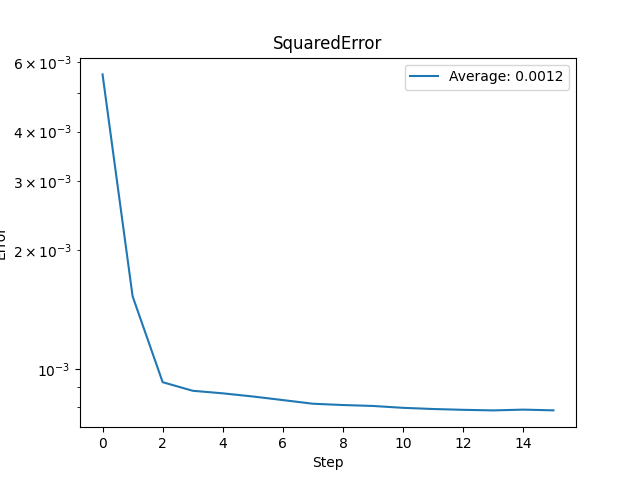 SquaredError
Average: 0.0012
6 × 10⁻³
4 × 10⁻³
3 × 10⁻³
2 × 10⁻³
10⁻³
0 2 4 6 8 10 12 14
Step